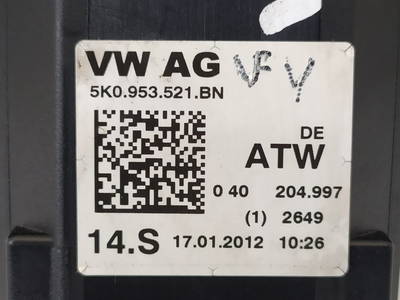 VW AG VF V
5K0.953.521.BN
DE
ATW
0 40 204.997
(1) 2649
14.S 17.01.2012 10:26